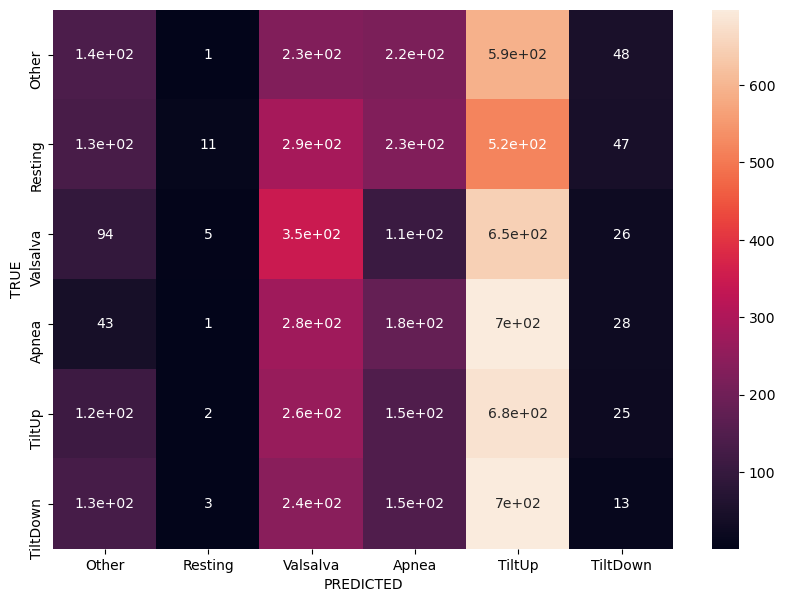 Other 1.4e+02 1 2.3e+02 2.2e+02 5.9e+02 48
Resting 1.3e+02 11 2.9e+02 2.3e+02 5.2e+02 47
Valsalva 94 5 3.5e+02 1.1e+02 6.5e+02 26
Apnea 43 1 2.8e+02 1.8e+02 7e+02 28
TiltUp 1.2e+02 2 2.6e+02 1.5e+02 6.8e+02 25
TiltDown 1.3e+02 3 2.4e+02 1.5e+02 7e+02 13
Other Resting Valsalva Apnea TiltUp TiltDown
PREDICTED
TRUE
600
500
400
300
200
100